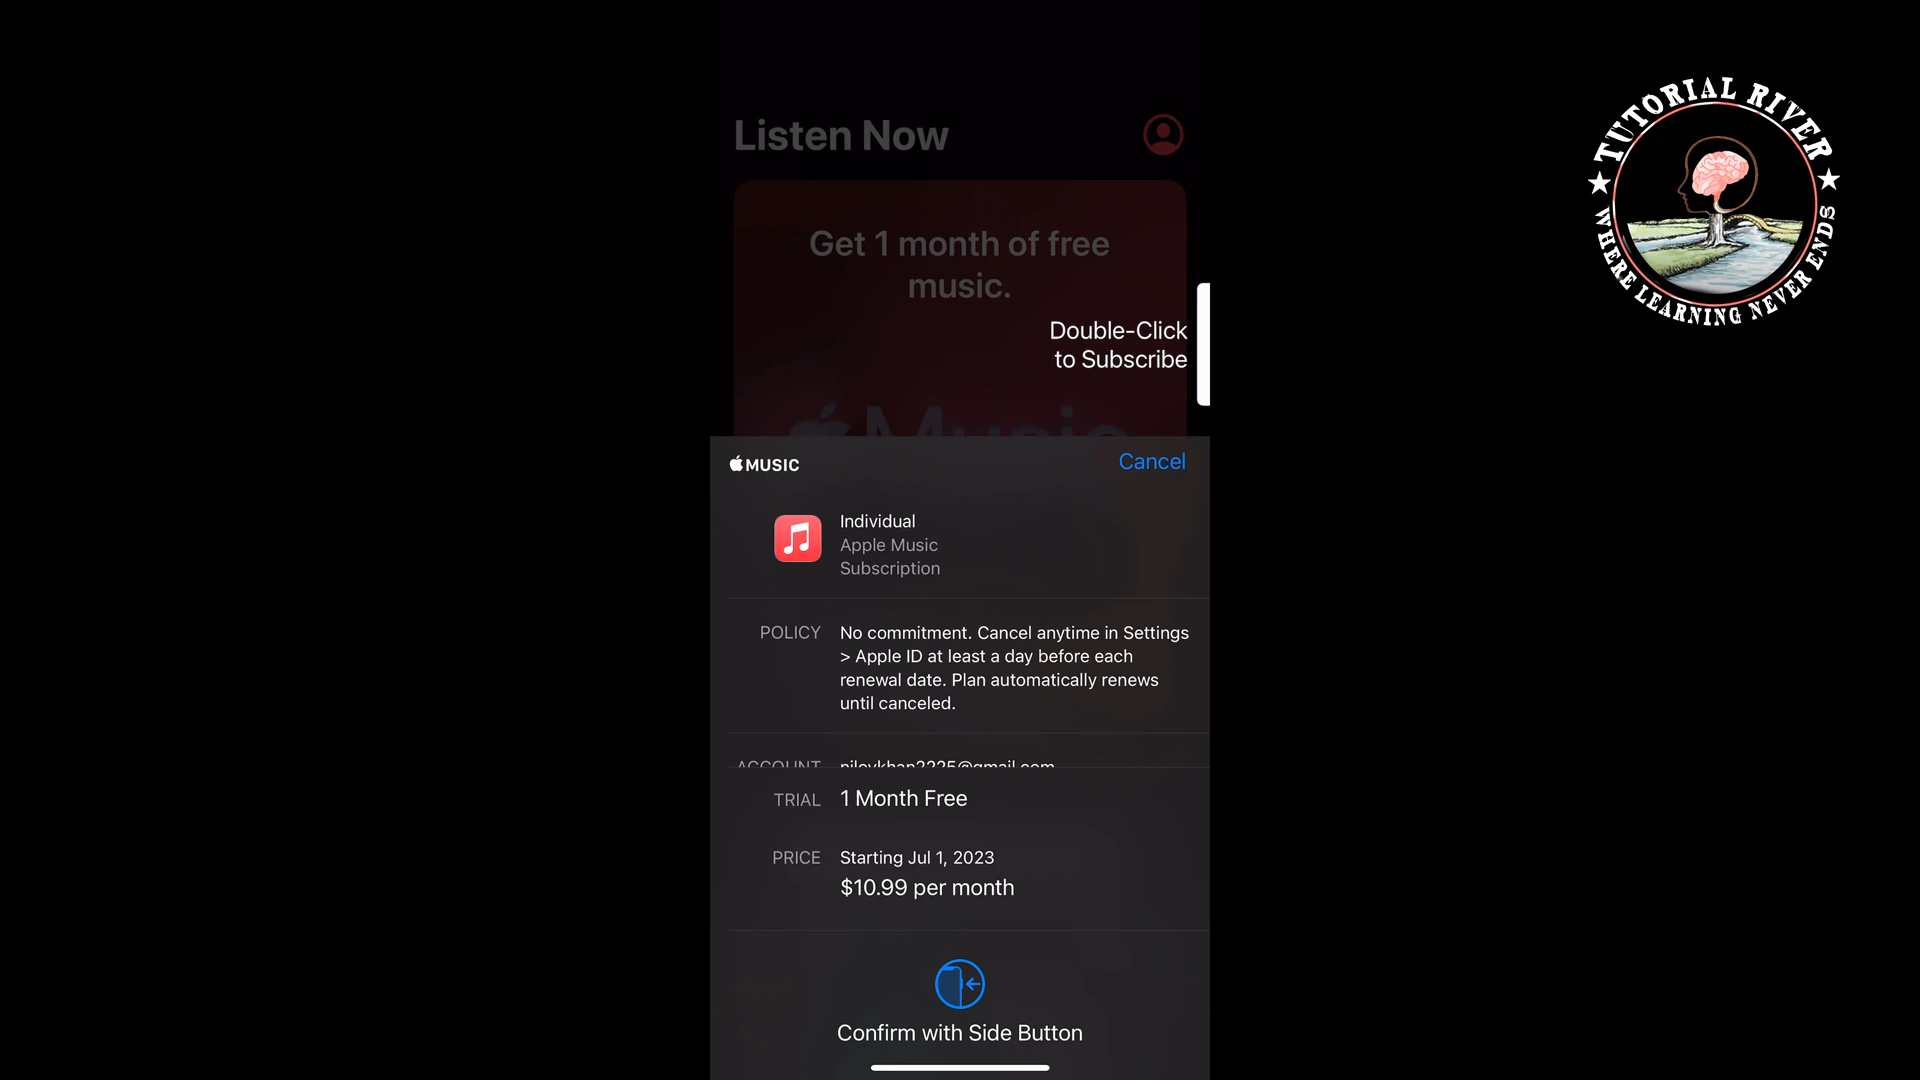 Listen Now
Get 1 month of free
music.
Double-Click
to Subscribe
Music
MUSIC
Cancel
Individual
Apple Music
Subscription
POLICY
No commitment. Cancel anytime in Settings
> Apple ID at least a day before each
renewal date. Plan automatically renews
until canceled.
ACCOUNT
TRIAL
1 Month Free
PRICE
Starting Jul 1, 2023
$10.99 per month
Confirm with Side Button
TUTORIAL RIVER
WHERE LEARNING NEVER ENDS